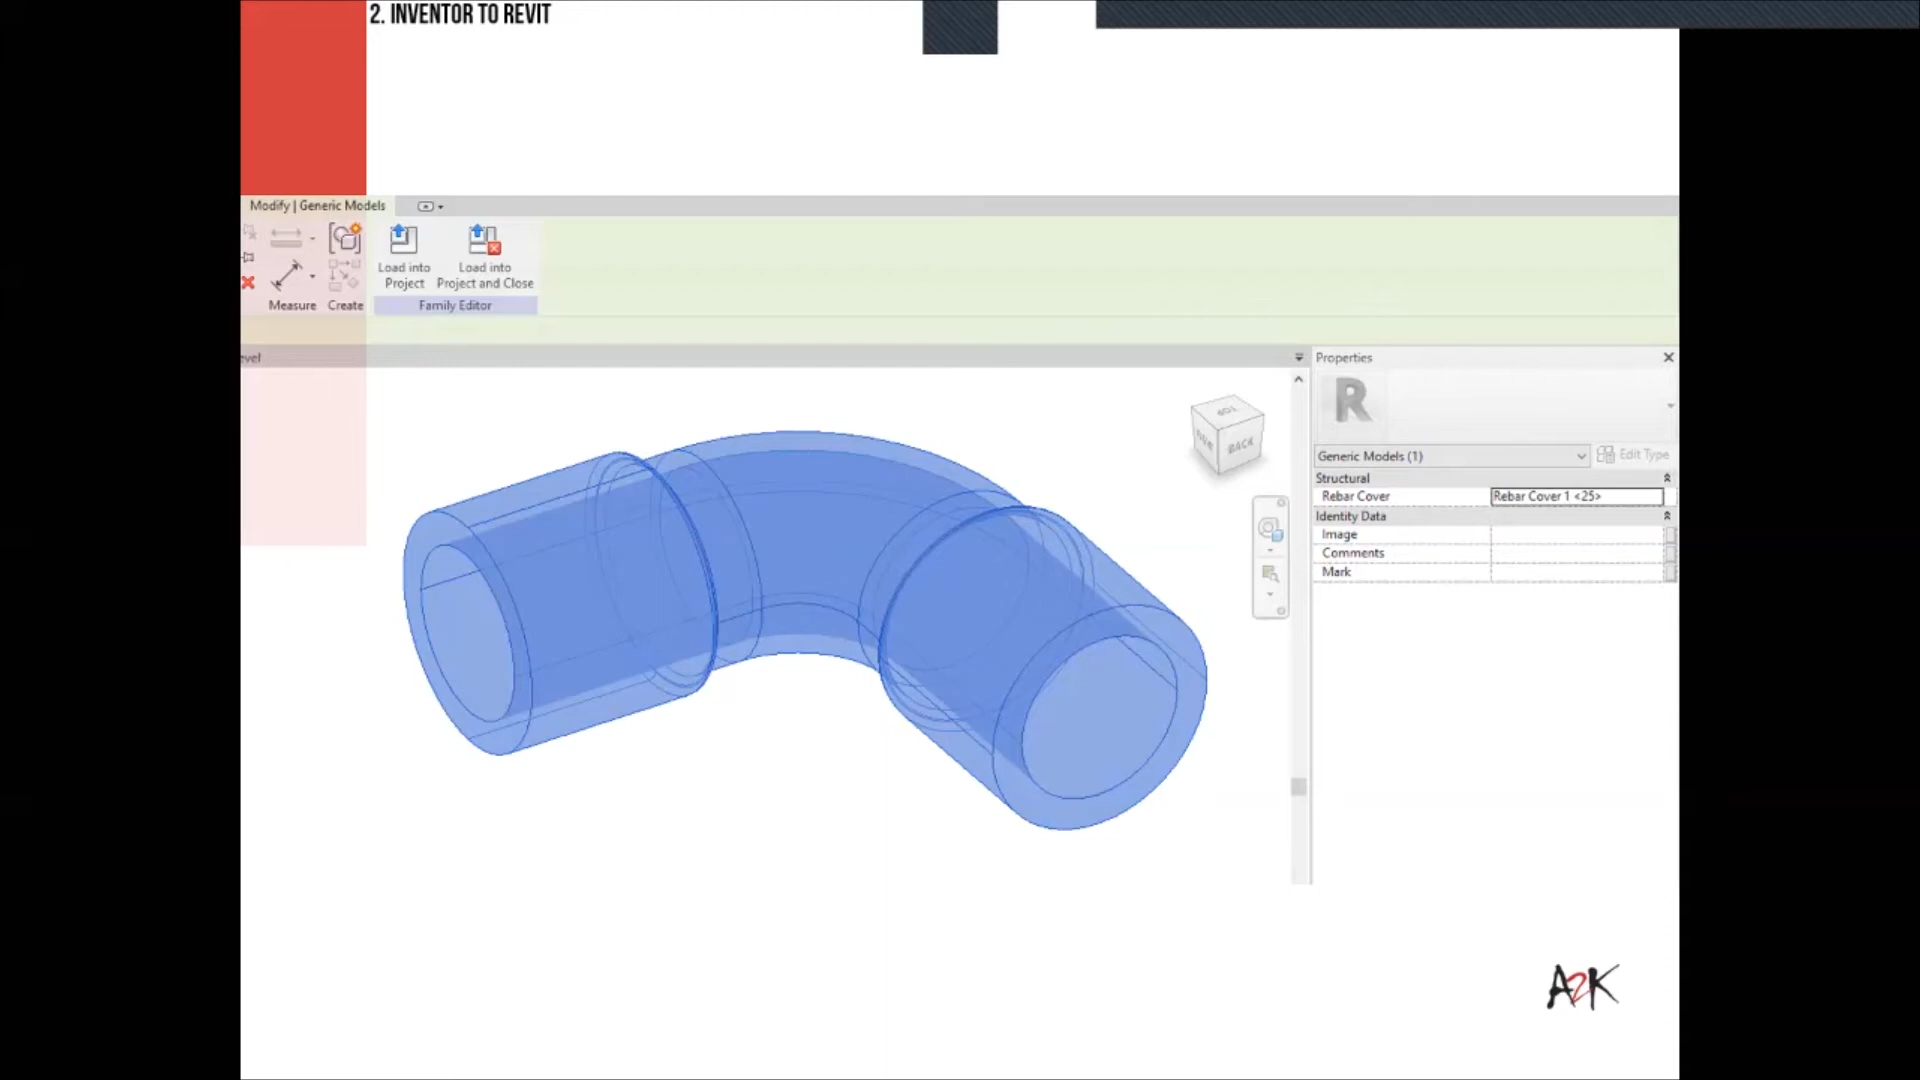 2. INVENTOR TO REVIT
Modify | Generic Models
Load into
Project
Load into
Project and Close
Measure
Create
Family Editor
evel
Properties
R
TOP
BACK
Generic Models (1)
Edit Type
Structural
Rebar Cover
Rebar Cover 1 <25>
Identity Data
Image
Comments
Mark
A2K